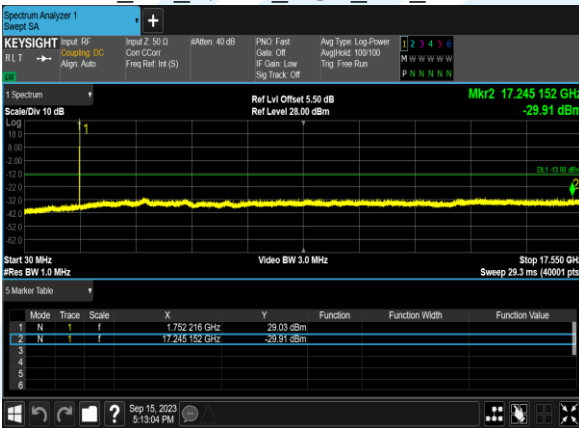 Spectrum Analyzer 1
Swept SA
+
KEYSIGHT Input: RF Input Z: 50 Ω #Atten: 40 dB PNO: Fast Avg Type: Log-Power 1 2 3 4 5 6
RLT Coupling: DC Corr CCorr Gate: Off Avg|Hold: 100/100 M W W W W W
Align: Auto Freq Ref: Int (S) IF Gain: Low Trig: Free Run
LV Sig Track: Off P N N N N N
1 Spectrum Ref Lvl Offset 5.50 dB Mkr2 17.245 152 GHz
Scale/Div 10 dB Ref Level 28.00 dBm -29.91 dBm
Log
18.0
8.00
-2.00
-12.0
-22.0
-32.0
-42.0
-52.0
-62.0
1
DL1 -13.00 dBm
2
Start 30 MHz Video BW 3.0 MHz Stop 17.550 GHz
#Res BW 1.0 MHz Sweep 29.3 ms (40001 pts)
5 Marker Table
Mode Trace Scale X Y Function Function Width Function Value
1 N 1 f 1.752 216 GHz 29.03 dBm
2 N 1 f 17.245 152 GHz -29.91 dBm
3
4
5
6
? Sep 15, 2023
5:13:04 PM